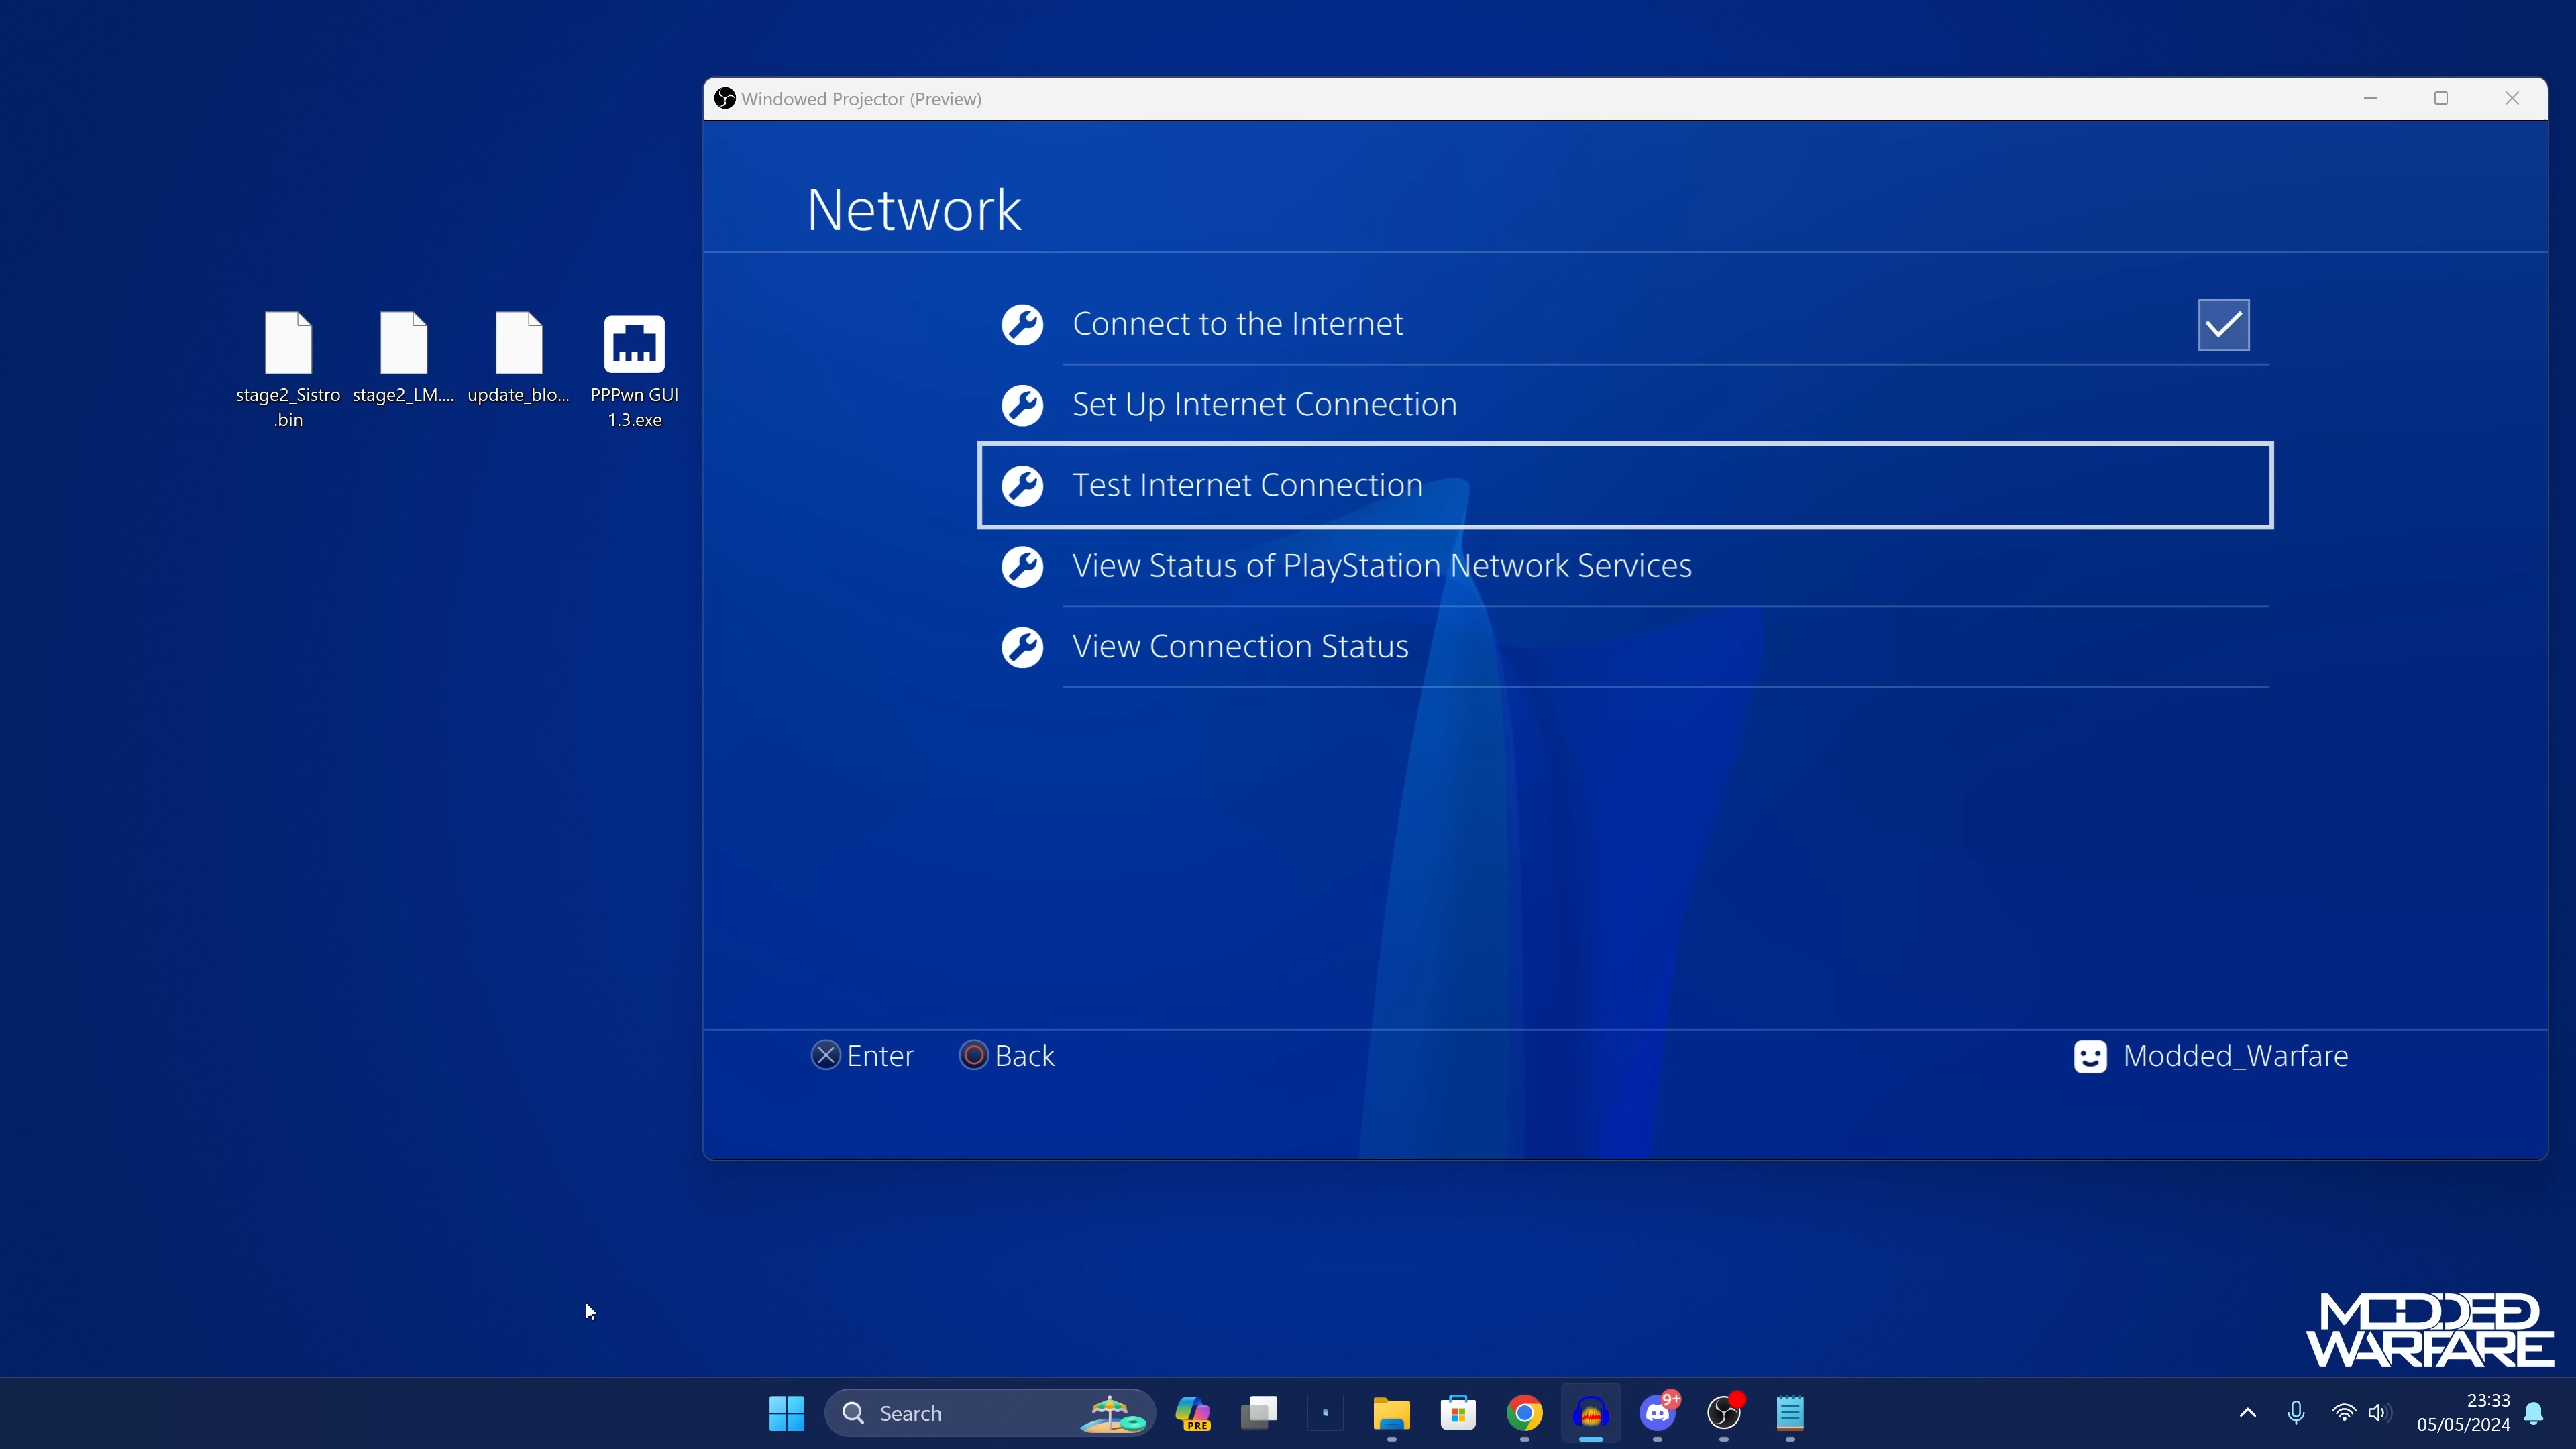 Windowed Projector (Preview)
Network
Connect to the Internet
Set Up Internet Connection
Test Internet Connection
View Status of PlayStation Network Services
View Connection Status
Enter
Back
Modded_Warfare
stage2_Sistro
.bin
stage2_LM....
update_blo...
PPPwn GUI
1.3.exe
MODDED
WARFARE
Search
PRE
9+
23:33
05/05/2024